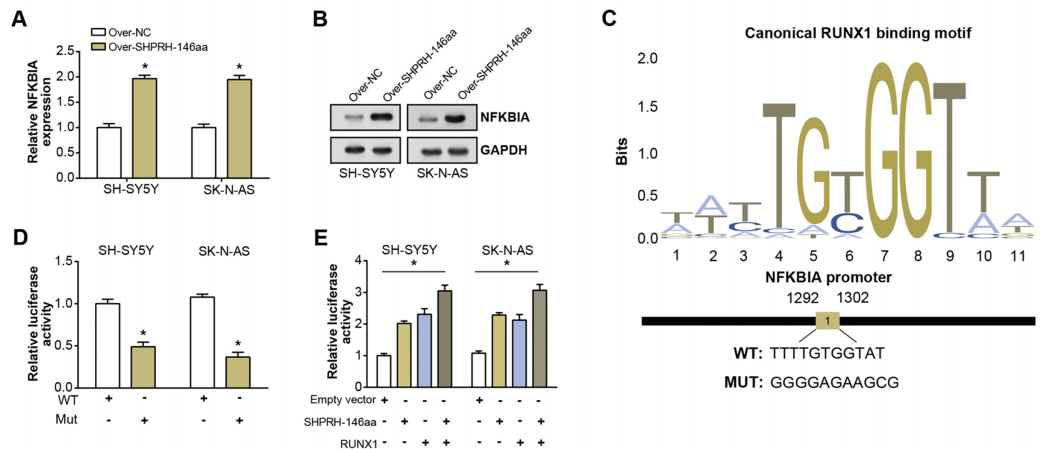 A
Over-NC
Over-SHPRH-146aa
Relative NFKBIA
expression
2.5
2.0
1.5
1.0
0.5
0.0
*
*
SH-SY5Y
SK-N-AS
B
Over-NC
Over-SHPRH-146aa
Over-NC
Over-SHPRH-146aa
NFKBIA
GAPDH
SH-SY5Y
SK-N-AS
C
Canonical RUNX1 binding motif
Bits
2.0
1.5
1.0
0.5
0.0
T G T G G T T
1 2 3 4 5 6 7 8 9 10 11
NFKBIA promoter
1292 1302
1
WT: TTTTGTGGTAT
MUT: GGGGAGAAGCG
D
SH-SY5Y
SK-N-AS
Relative luciferase
activity
1.5
1.0
0.5
0.0
*
*
WT + - + -
Mut - + - +
E
SH-SY5Y
SK-N-AS
*
*
Relative luciferase
activity
4
3
2
1
0
Empty vector + - - - + - - -
SHPRH-146aa - + - + - + - +
RUNX1 - - + + - - + +